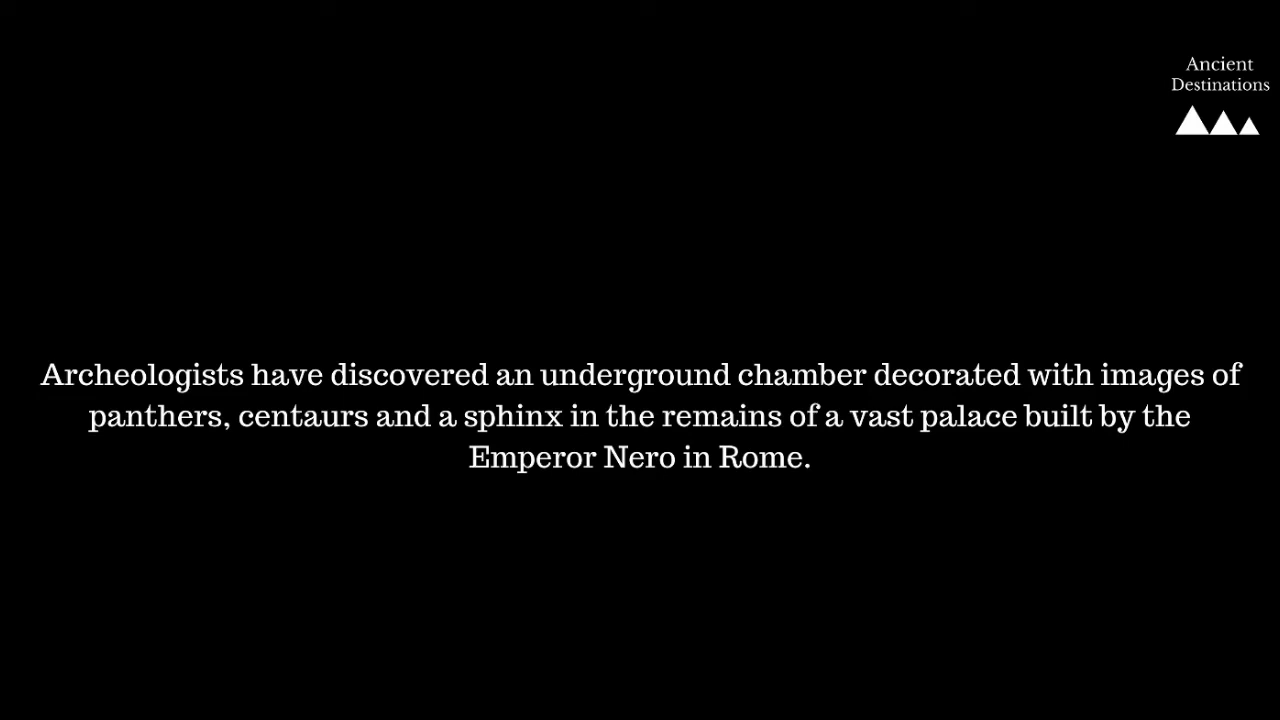 Ancient
Destinations
Archeologists have discovered an underground chamber decorated with images of
panthers, centaurs and a sphinx in the remains of a vast palace built by the
Emperor Nero in Rome.